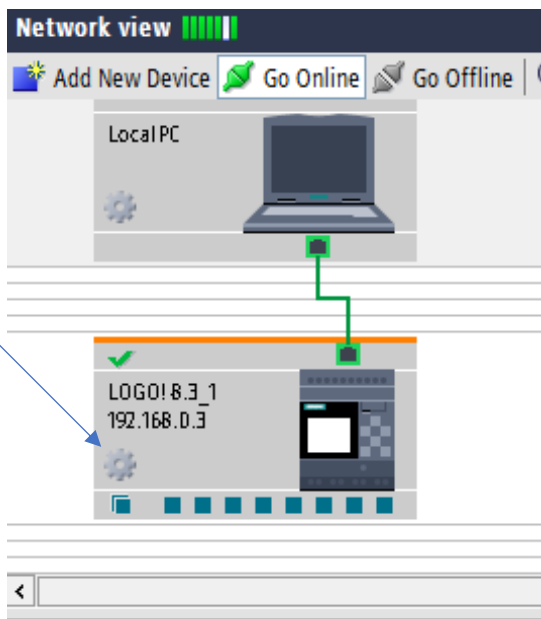 Network view
Add New Device Go Online Go Offline
Local PC
LOGO! 8.3_1
192.168.0.3